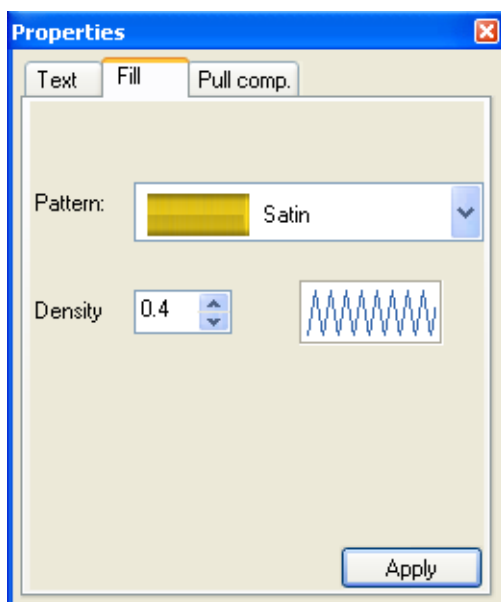 Properties
Text Fill Pull comp.
Pattern: Satin
Density 0.4
Apply